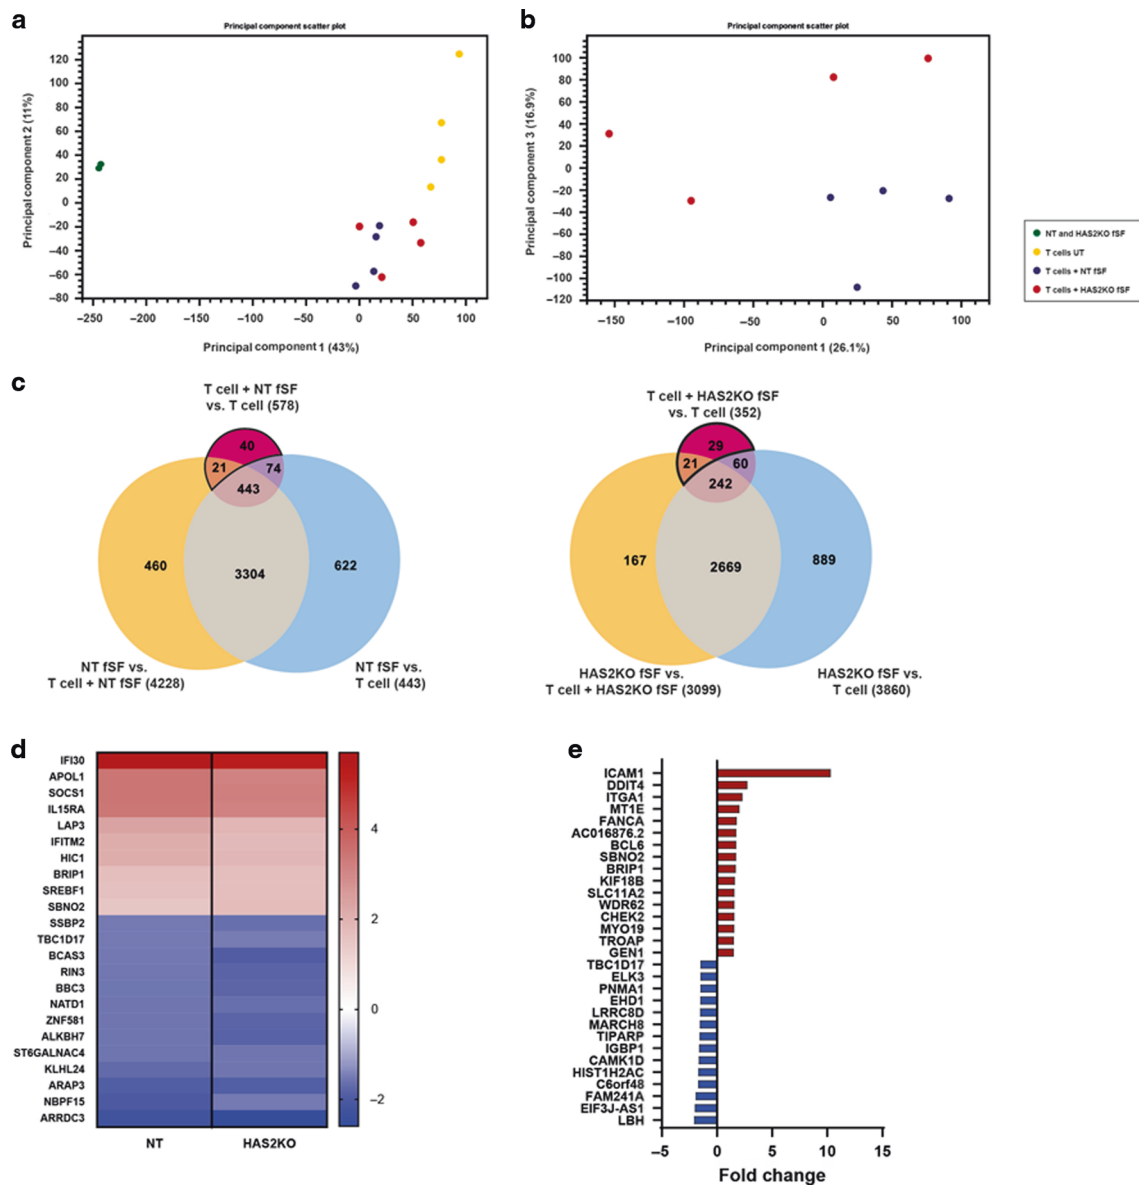 a
Principal component scatter plot
Principal component 2 (11%)
120
100
80
60
40
20
0
−20
−40
−60
−80
−250 −200 −150 −100 −50 0 50 100
Principal component 1 (43%)
b
Principal component scatter plot
Principal component 3 (16.9%)
100
80
60
40
20
0
−20
−40
−60
−80
−100
−120
−150 −100 −50 0 50 100
Principal component 1 (26.1%)
NT and HAS2KO fSF
T cells UT
T cells + NT fSF
T cells + HAS2KO fSF
c
T cell + NT fSF
vs. T cell (578)
40
21 74
443
460 3304 622
NT fSF vs.
T cell + NT fSF (4228)
NT fSF vs.
T cell (443)
T cell + HAS2KO fSF
vs. T cell (352)
29
21 60
242
167 2669 889
HAS2KO fSF vs.
T cell + HAS2KO fSF (3099)
HAS2KO fSF vs.
T cell (3860)
d
IFI30
APOL1
SOCS1
IL15RA
LAP3
IFITM2
HIC1
BRIP1
SREBF1
SBNO2
SSBP2
TBC1D17
BCAS3
RIN3
BBC3
NATD1
ZNF581
ALKBH7
ST6GALNAC4
KLHL24
ARAP3
NBPF15
ARRDC3
NT HAS2KO
4
2
0
−2
e
ICAM1
DDIT4
ITGA1
MT1E
FANCA
AC016876.2
BCL6
SBNO2
BRIP1
KIF18B
SLC11A2
WDR62
CHEK2
MYO19
TROAP
GEN1
TBC1D17
ELK3
PNMA1
EHD1
LRRC8D
MARCH8
TIPARP
IGBP1
CAMK1D
HIST1H2AC
C6orf48
FAM241A
EIF3J-AS1
LBH
−5 0 5 10 15
Fold change